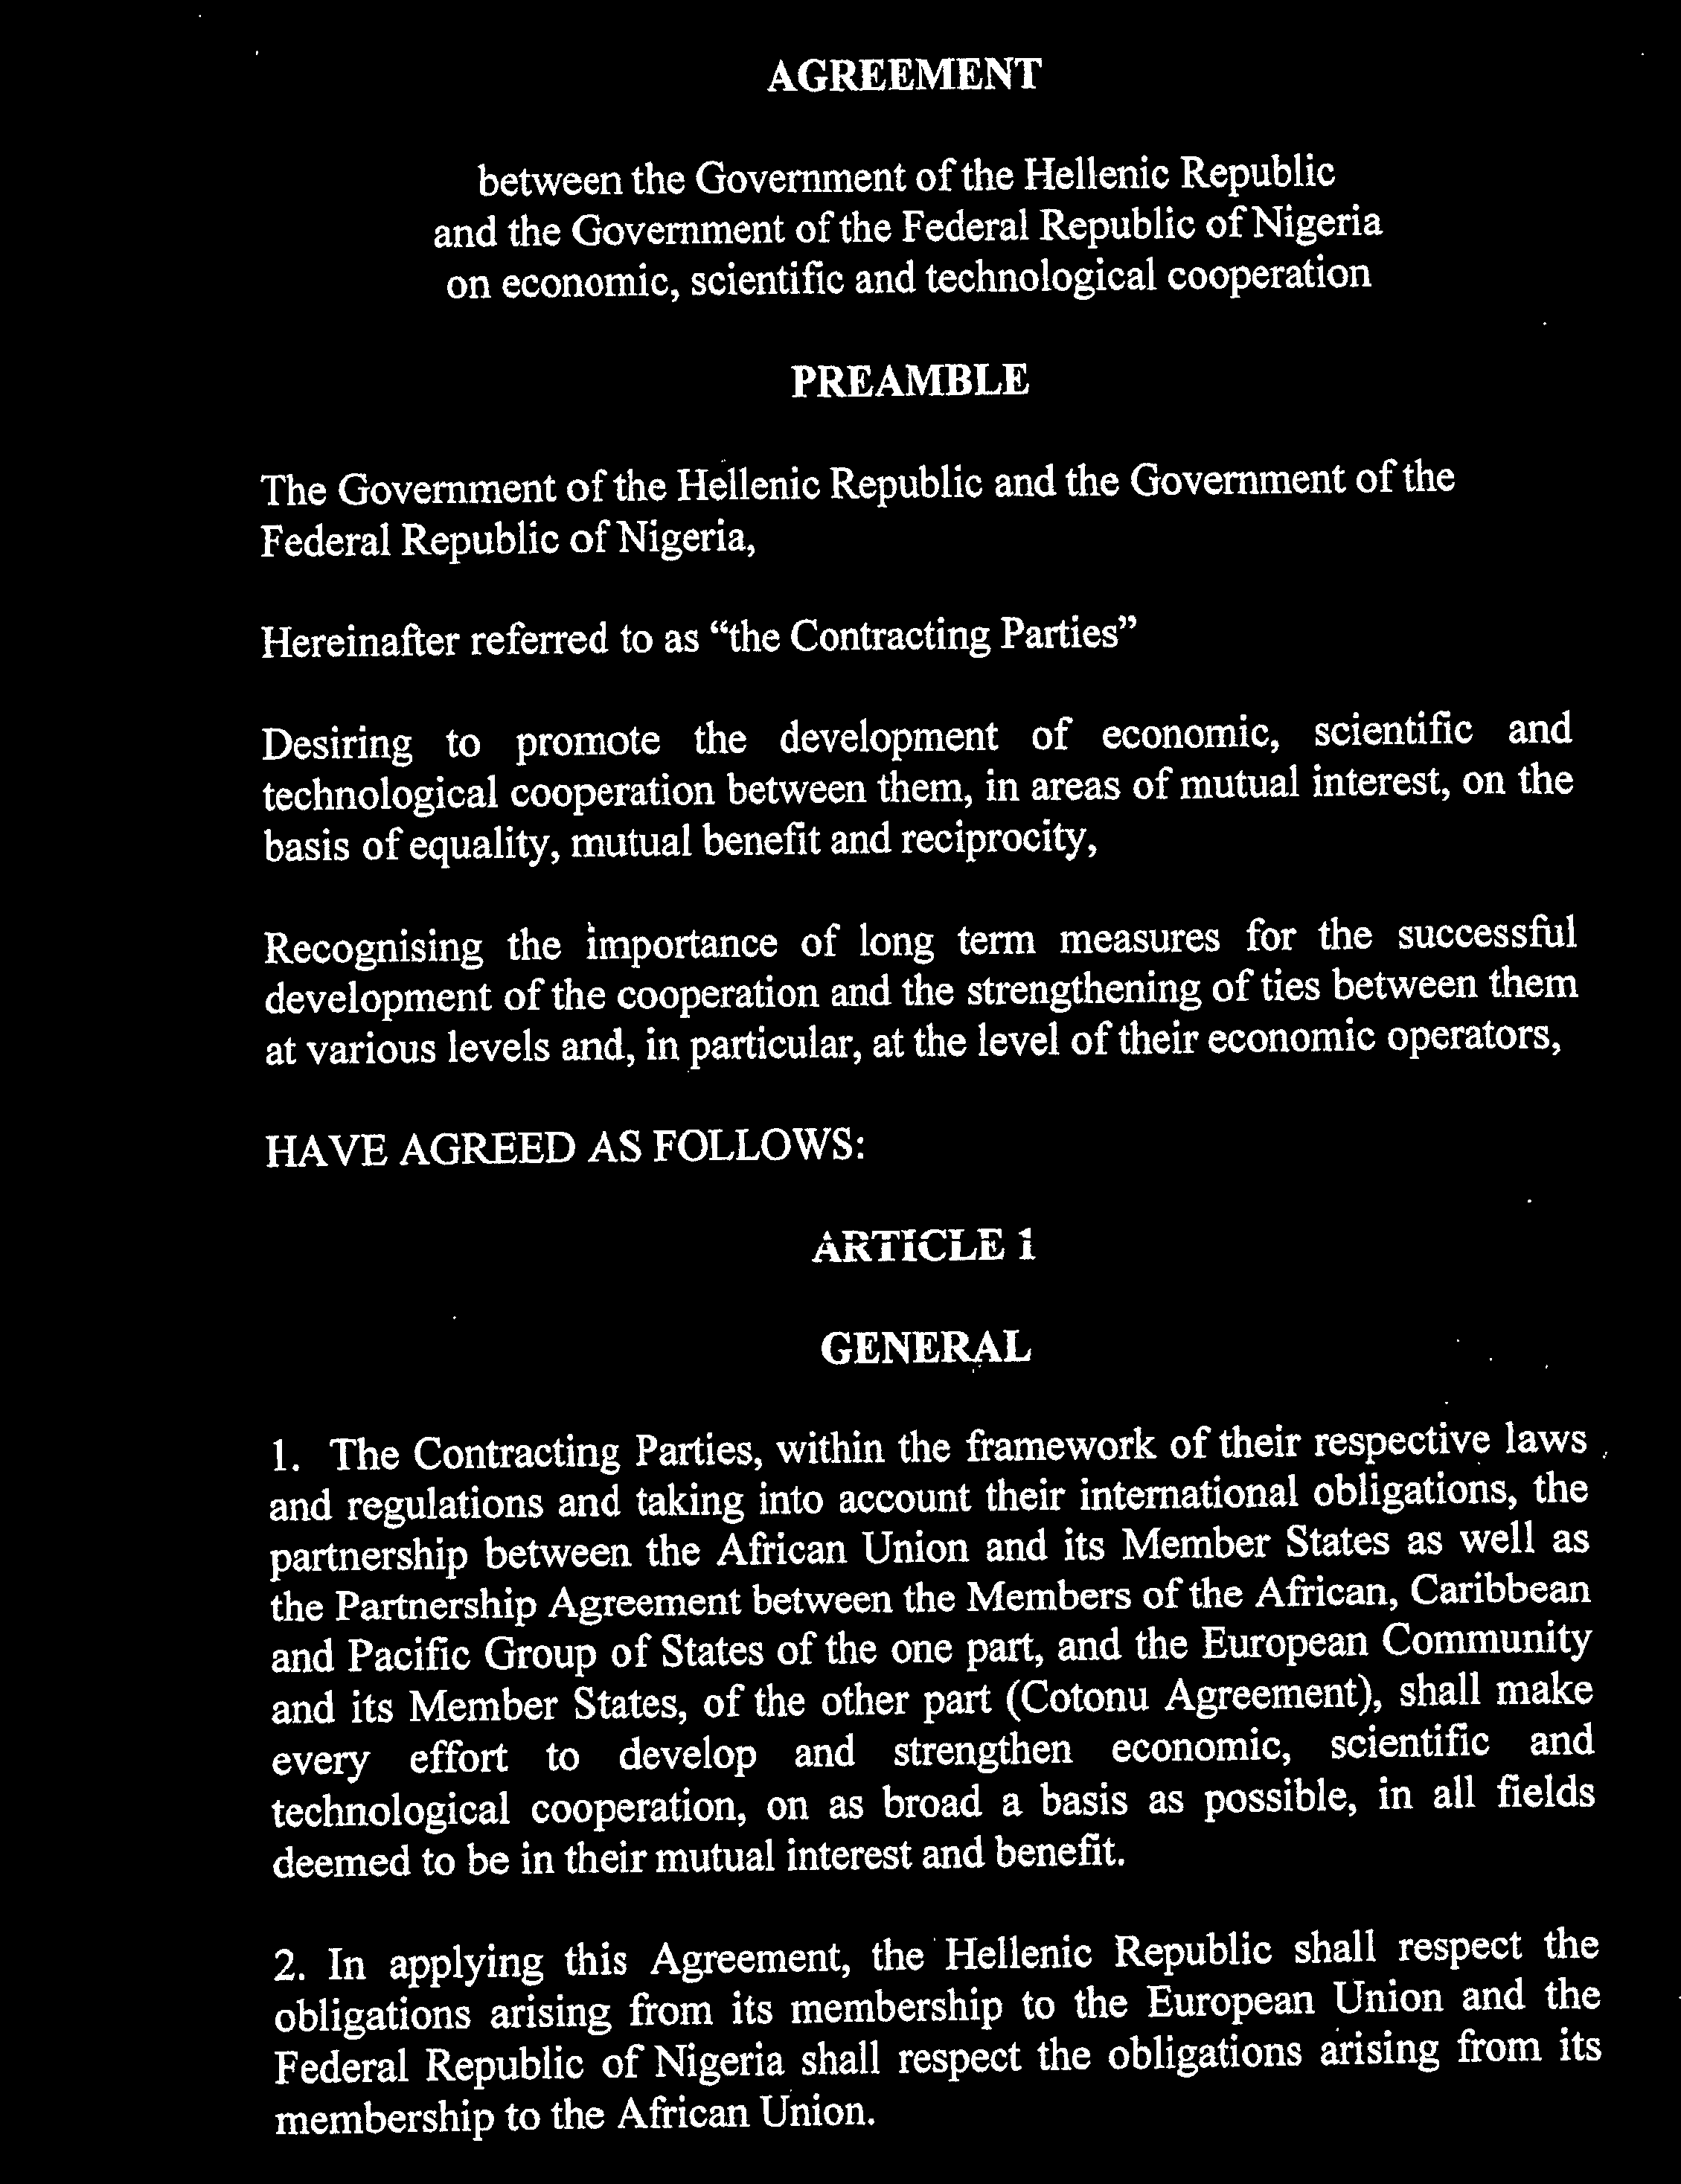 AGREEMENT
between the Government of the Hellenic Republic
and the Government of the Federal Republic of Nigeria
on economic, scientific and technological cooperation
PREAMBLE
The Government of the Hellenic Republic and the Government of the
Federal Republic of Nigeria,
Hereinafter referred to as “the Contracting Parties”
Desiring to promote the development of economic, scientific and
technological cooperation between them, in areas of mutual interest, on the
basis of equality, mutual benefit and reciprocity,
Recognising the importance of long term measures for the successful
development of the cooperation and the strengthening of ties between them
at various levels and, in particular, at the level of their economic operators,
HAVE AGREED AS FOLLOWS:
ARTICLE 1
GENERAL
1. The Contracting Parties, within the framework of their respective laws
and regulations and taking into account their international obligations, the
partnership between the African Union and its Member States as well as
the Partnership Agreement between the Members of the African, Caribbean
and Pacific Group of States of the one part, and the European Community
and its Member States, of the other part (Cotonu Agreement), shall make
every effort to develop and strengthen economic, scientific and
technological cooperation, on as broad a basis as possible, in all fields
deemed to be in their mutual interest and benefit.
2. In applying this Agreement, the Hellenic Republic shall respect the
obligations arising from its membership to the European Union and the
Federal Republic of Nigeria shall respect the obligations arising from its
membership to the African Union.